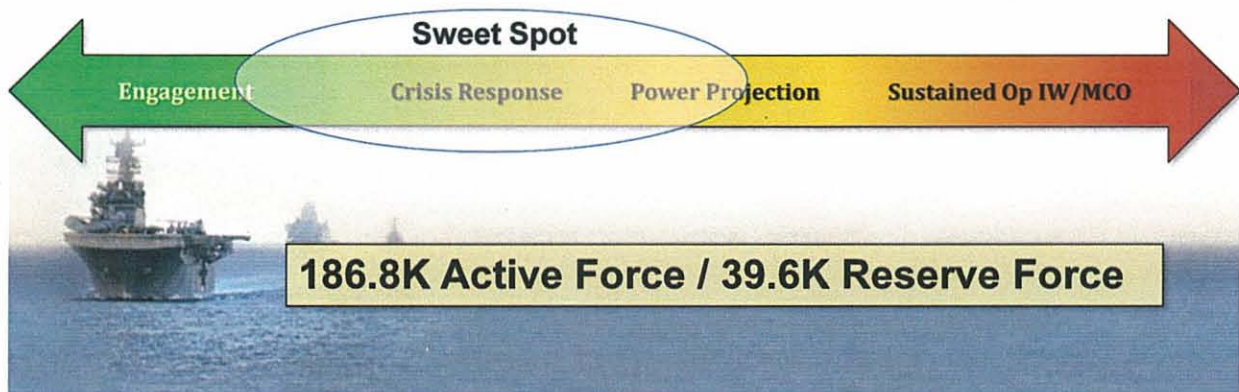 Sweet Spot
Engagement Crisis Response Power Projection Sustained Op IW/MCO
186.8K Active Force / 39.6K Reserve Force